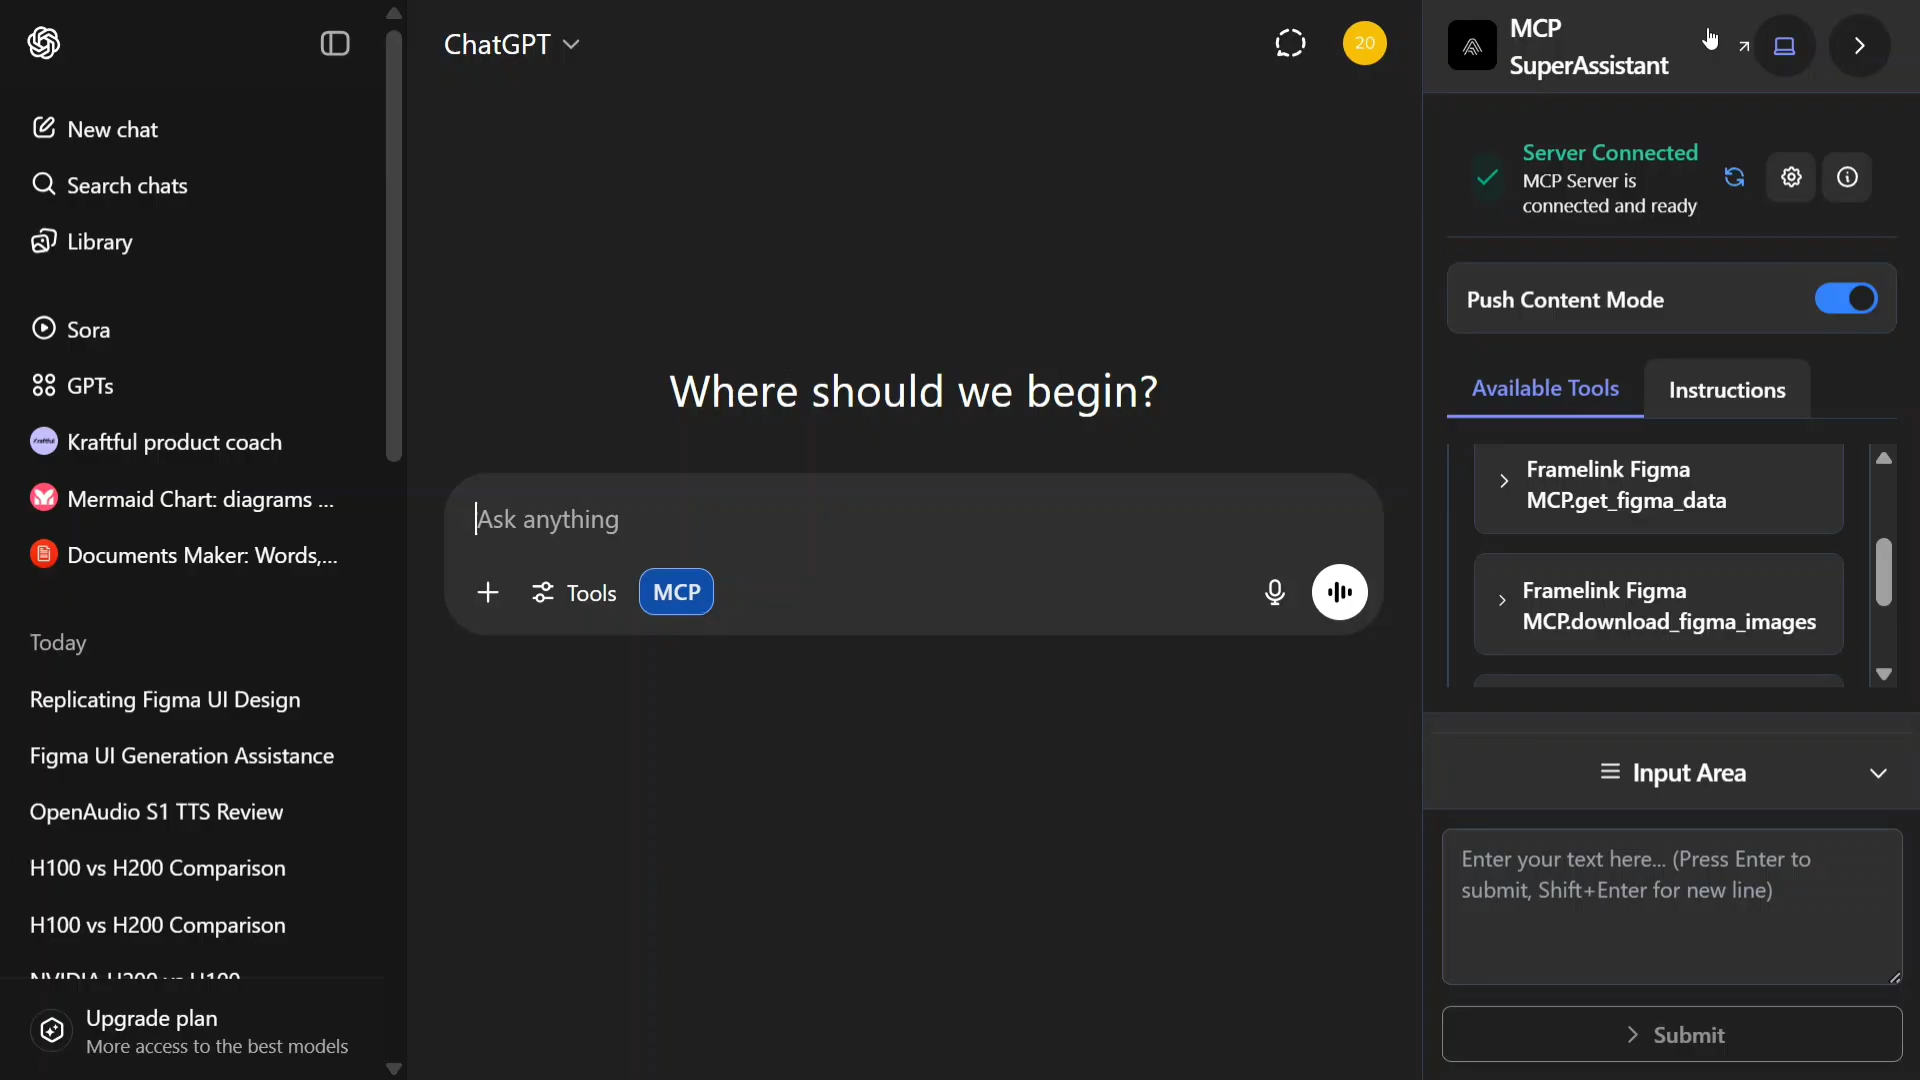 New chat
Search chats
Library
Sora
GPTs
Kraftful product coach
Mermaid Chart: diagrams ...
Documents Maker: Words,...
Today
Replicating Figma UI Design
Figma UI Generation Assistance
OpenAudio S1 TTS Review
H100 vs H200 Comparison
H100 vs H200 Comparison
NVIDIA H200 vs H100
Upgrade plan
More access to the best models
ChatGPT
20
Where should we begin?
Ask anything
Tools
MCP
MCP
SuperAssistant
Server Connected
MCP Server is
connected and ready
Push Content Mode
Available Tools
Instructions
Framelink Figma
MCP.get_figma_data
Framelink Figma
MCP.download_figma_images
Input Area
Enter your text here... (Press Enter to
submit, Shift+Enter for new line)
Submit